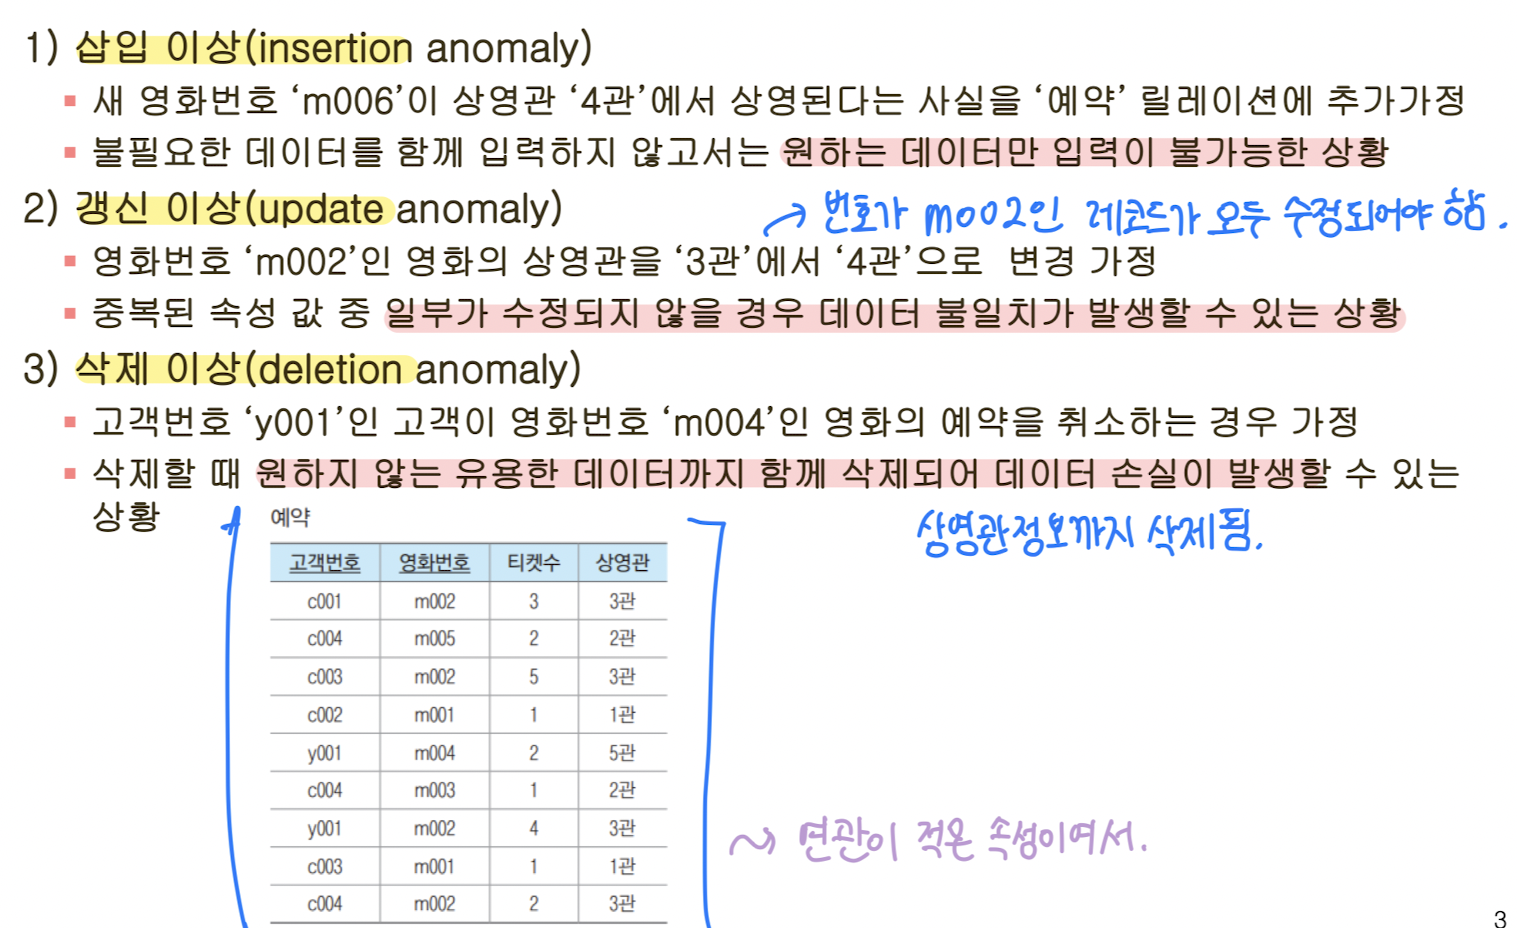 1) 삽입 이상(insertion anomaly)
▪ 새 영화번호 ‘m006’이 상영관 ‘4관’에서 상영된다는 사실을 ‘예약’ 릴레이션에 추가가정
▪ 불필요한 데이터를 함께 입력하지 않고서는 원하는 데이터만 입력이 불가능한 상황
2) 갱신 이상(update anomaly)
→ 번호가 m002인 레코드가 모두 수정되어야 함.
▪ 영화번호 ‘m002’인 영화의 상영관을 ‘3관’에서 ‘4관’으로 변경 가정
▪ 중복된 속성 값 중 일부가 수정되지 않을 경우 데이터 불일치가 발생할 수 있는 상황
3) 삭제 이상(deletion anomaly)
▪ 고객번호 ‘y001’인 고객이 영화번호 ‘m004’인 영화의 예약을 취소하는 경우 가정
▪ 삭제할 때 원하지 않는 유용한 데이터까지 함께 삭제되어 데이터 손실이 발생할 수 있는
상황
상영관정보까지 삭제됨.
예약
고객번호 영화번호 티켓수 상영관
c001 m002 3 3관
c004 m005 2 2관
c003 m002 5 3관
c002 m001 1 1관
y001 m004 2 5관
c004 m003 1 2관
y001 m002 4 3관
c003 m001 1 1관
c004 m002 2 3관
연관이 적은 속성이여서.
3